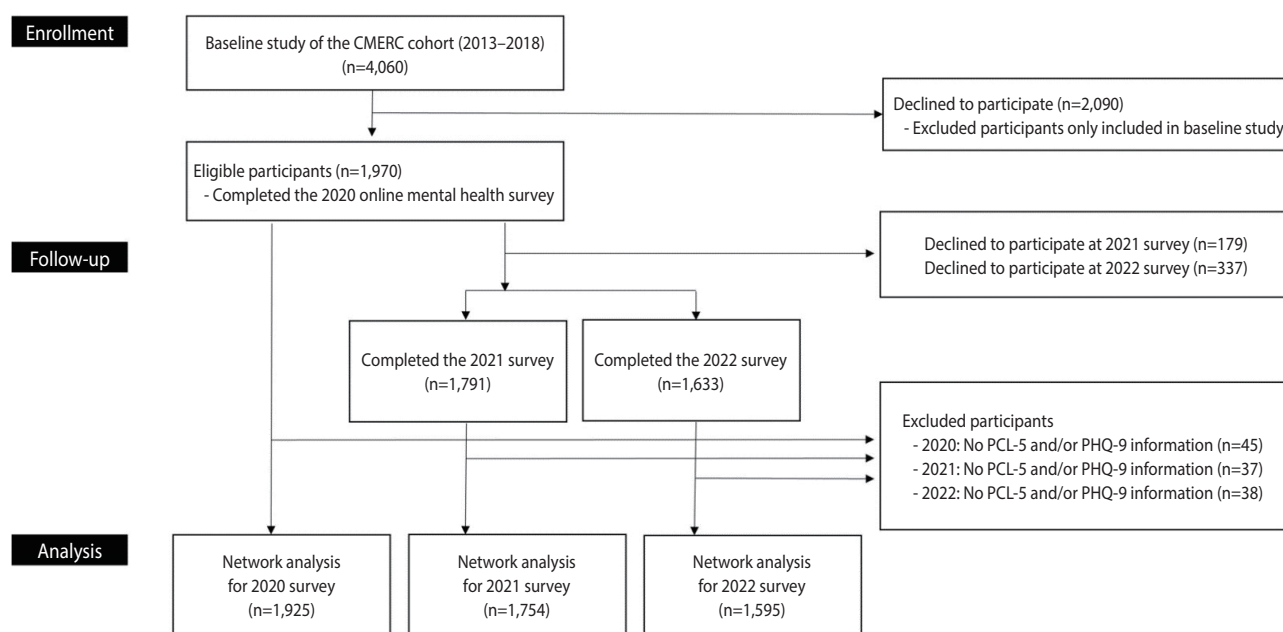 Enrollment
Baseline study of the CMERC cohort (2013–2018)
(n=4,060)
Declined to participate (n=2,090)
- Excluded participants only included in baseline study
Eligible participants (n=1,970)
- Completed the 2020 online mental health survey
Follow-up
Declined to participate at 2021 survey (n=179)
Declined to participate at 2022 survey (n=337)
Completed the 2021 survey
(n=1,791)
Completed the 2022 survey
(n=1,633)
Excluded participants
- 2020: No PCL-5 and/or PHQ-9 information (n=45)
- 2021: No PCL-5 and/or PHQ-9 information (n=37)
- 2022: No PCL-5 and/or PHQ-9 information (n=38)
Analysis
Network analysis
for 2020 survey
(n=1,925)
Network analysis
for 2021 survey
(n=1,754)
Network analysis
for 2022 survey
(n=1,595)